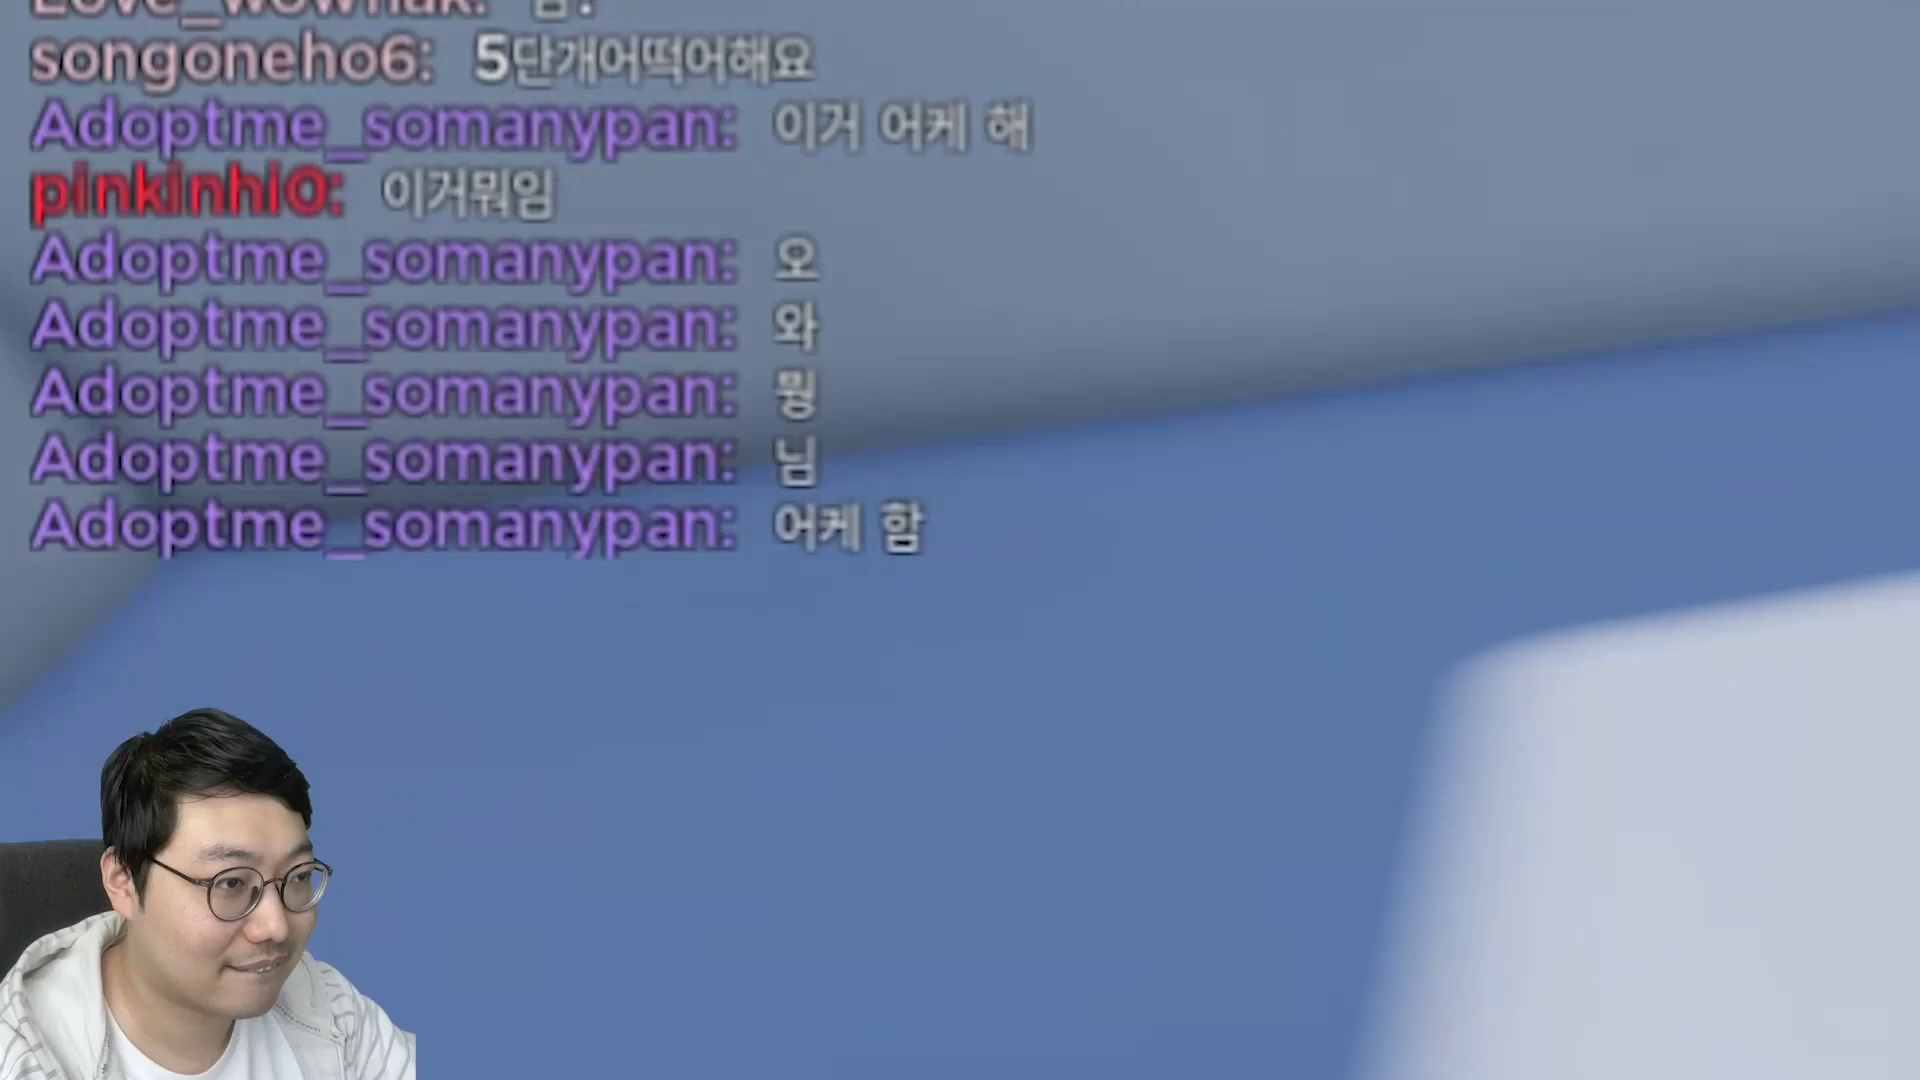 songoneho6: 5단개어떡어해요
Adoptme_somanypan: 이거 어케 해
pinkinhi0: 이거뭐임
Adoptme_somanypan: 오
Adoptme_somanypan: 와
Adoptme_somanypan: 뭥
Adoptme_somanypan: 님
Adoptme_somanypan: 어케 함